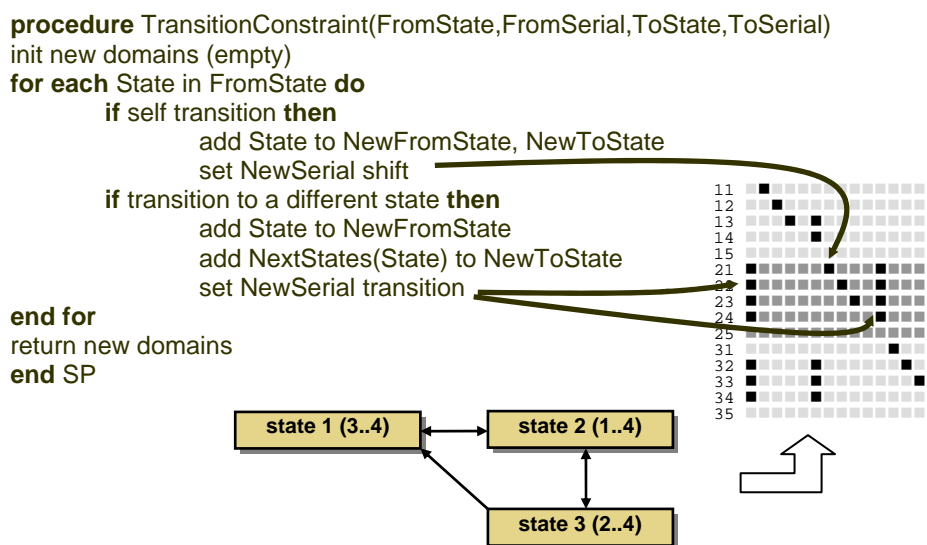 procedure TransitionConstraint(FromState,FromSerial,ToState,ToSerial)
init new domains (empty)
for each State in FromState do
if self transition then
add State to NewFromState, NewToState
set NewSerial shift
if transition to a different state then
add State to NewFromState
add NextStates(State) to NewToState
set NewSerial transition
end for
return new domains
end SP
11
12
13
14
15
21
22
23
24
25
31
32
33
34
35
state 1 (3..4)
state 2 (1..4)
state 3 (2..4)